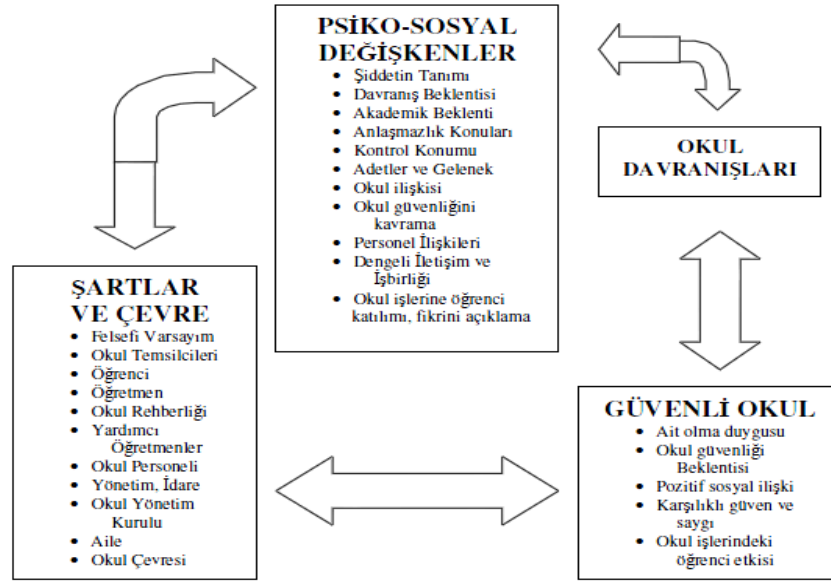 PSİKO-SOSYAL
DEĞİŞKENLER
• Şiddetin Tanımı
• Davranış Beklentisi
• Akademik Beklenti
• Anlaşmazlık Konuları
• Kontrol Konumu
• Adetler ve Gelenek
• Okul ilişkisi
• Okul güvenliğini
kavrama
• Personel İlişkileri
• Dengeli İletişim ve
İşbirliği
• Okul işlerine öğrenci
katılımı, fikrini açıklama
OKUL
DAVRANIŞLARI
ŞARTLAR
VE ÇEVRE
• Felsefi Varsayım
• Okul Temsilcileri
• Öğrenci
• Öğretmen
• Okul Rehberliği
• Yardımcı
Öğretmenler
• Okul Personeli
• Yönetim, İdare
• Okul Yönetim
Kurulu
• Aile
• Okul Çevresi
GÜVENLİ OKUL
• Ait olma duygusu
• Okul güvenliği
Beklentisi
• Pozitif sosyal ilişki
• Karşılıklı güven ve
saygı
• Okul işlerindeki
öğrenci etkisi